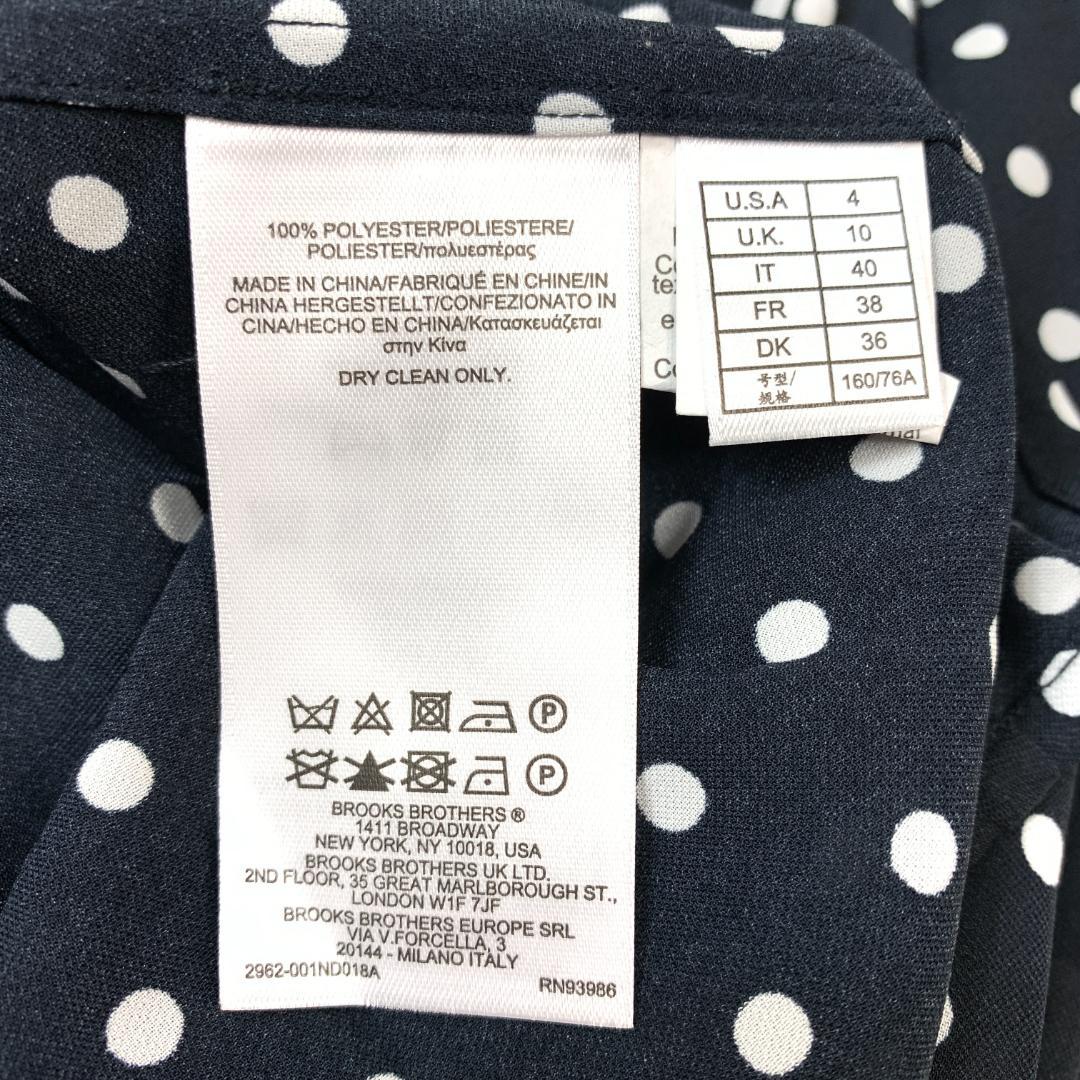 100% POLYESTER/POLIESTERE/
POLIESTER/πολυεστέρας
MADE IN CHINA/FABRIQUÉ EN CHINE/IN
CHINA HERGESTELLT/CONFEZIONATO IN
CINA/HECHO EN CHINA/Κατασκευάζεται
στην Κίνα
DRY CLEAN ONLY.
P
P
BROOKS BROTHERS ®
1411 BROADWAY
NEW YORK, NY 10018, USA
BROOKS BROTHERS UK LTD.
2ND FLOOR, 35 GREAT MARLBOROUGH ST.,
LONDON W1F 7JF
BROOKS BROTHERS EUROPE SRL
VIA V.FORCELLA, 3
20144 - MILANO ITALY
2962-001ND018A RN93986
U.S.A 4
U.K. 10
IT 40
FR 38
DK 36
号型/
规格 160/76A